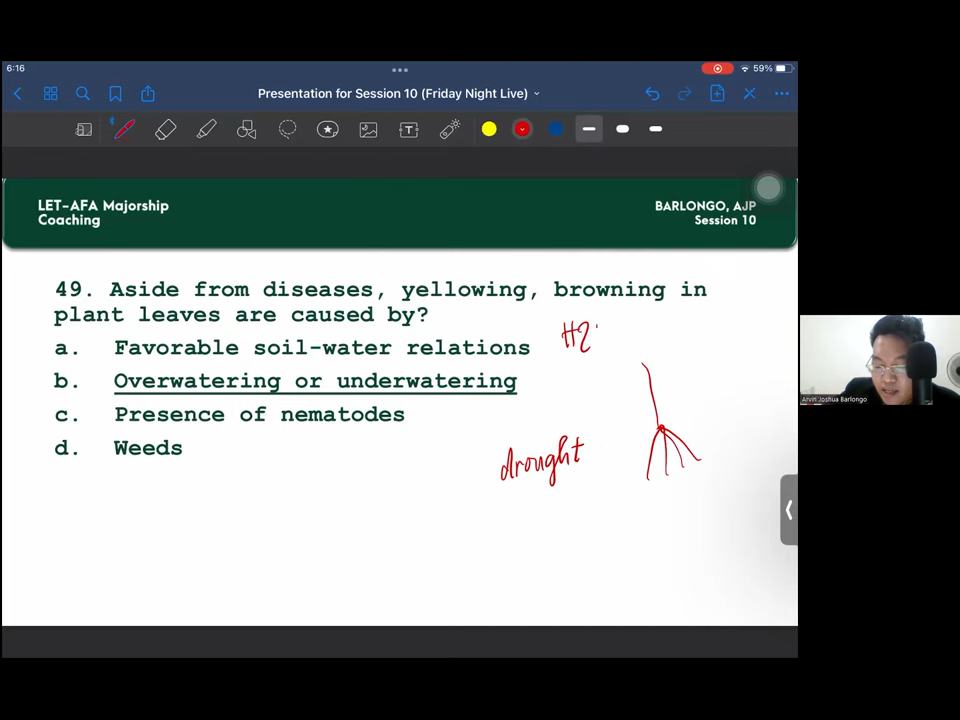 6:16
59%
Presentation for Session 10 (Friday Night Live)
LET-AFA Majorship
Coaching
BARLONGO, AJP
Session 10
49. Aside from diseases, yellowing, browning in
plant leaves are caused by?
a. Favorable soil-water relations
H2
b. Overwatering or underwatering
c. Presence of nematodes
d. Weeds
drought
Arvin Joshua Barlongo